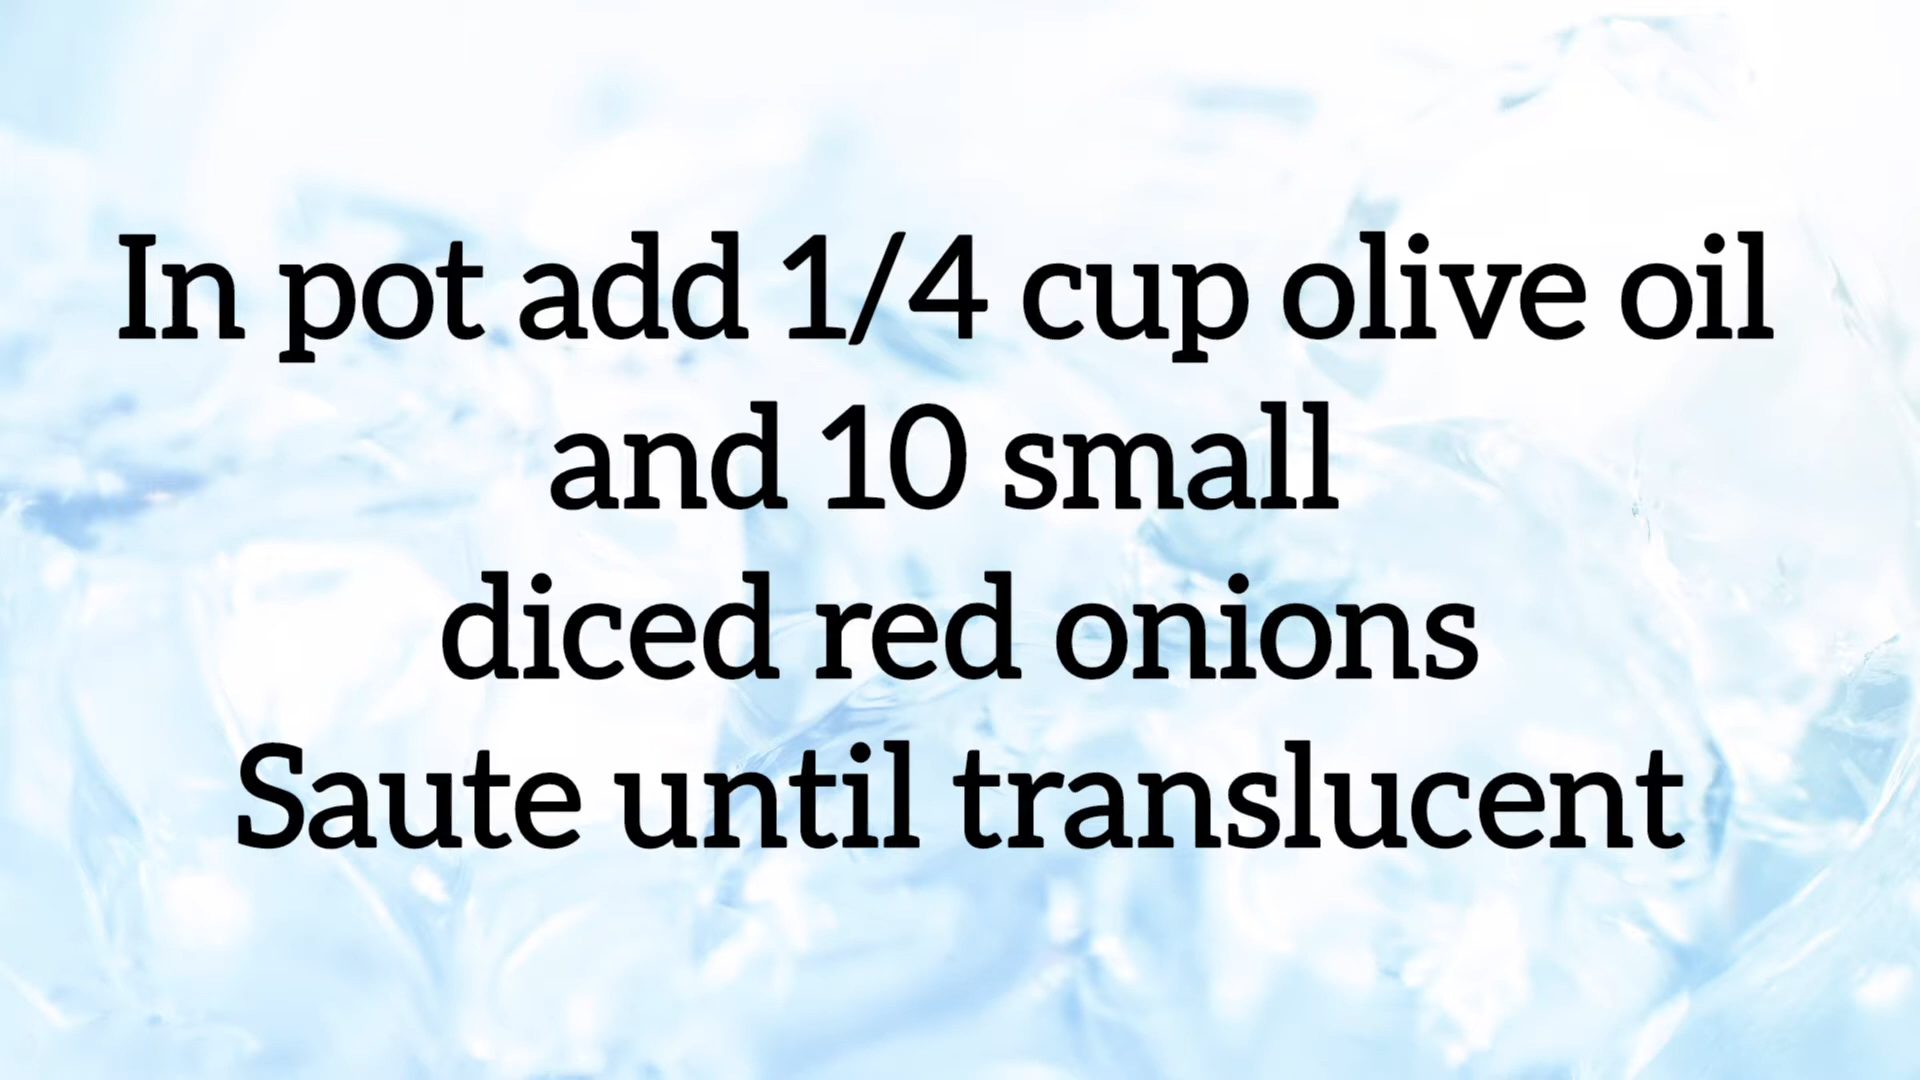 In pot add 1/4 cup olive oil
and 10 small
diced red onions
Saute until translucent